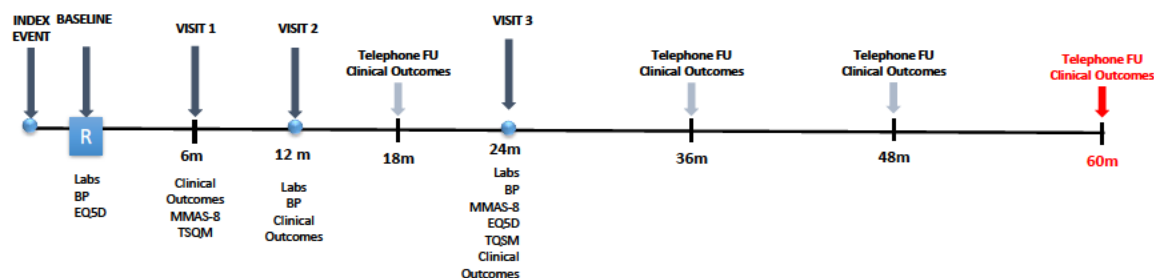 INDEX
EVENT
BASELINE
VISIT 1
VISIT 2
Telephone FU
Clinical Outcomes
VISIT 3
Telephone FU
Clinical Outcomes
Telephone FU
Clinical Outcomes
Telephone FU
Clinical Outcomes
R
6m
12 m
18m
24m
36m
48m
60m
Labs
BP
EQ5D
Clinical
Outcomes
MMAS-8
TSQM
Labs
BP
Clinical
Outcomes
Labs
BP
MMAS-8
EQ5D
TQSM
Clinical
Outcomes